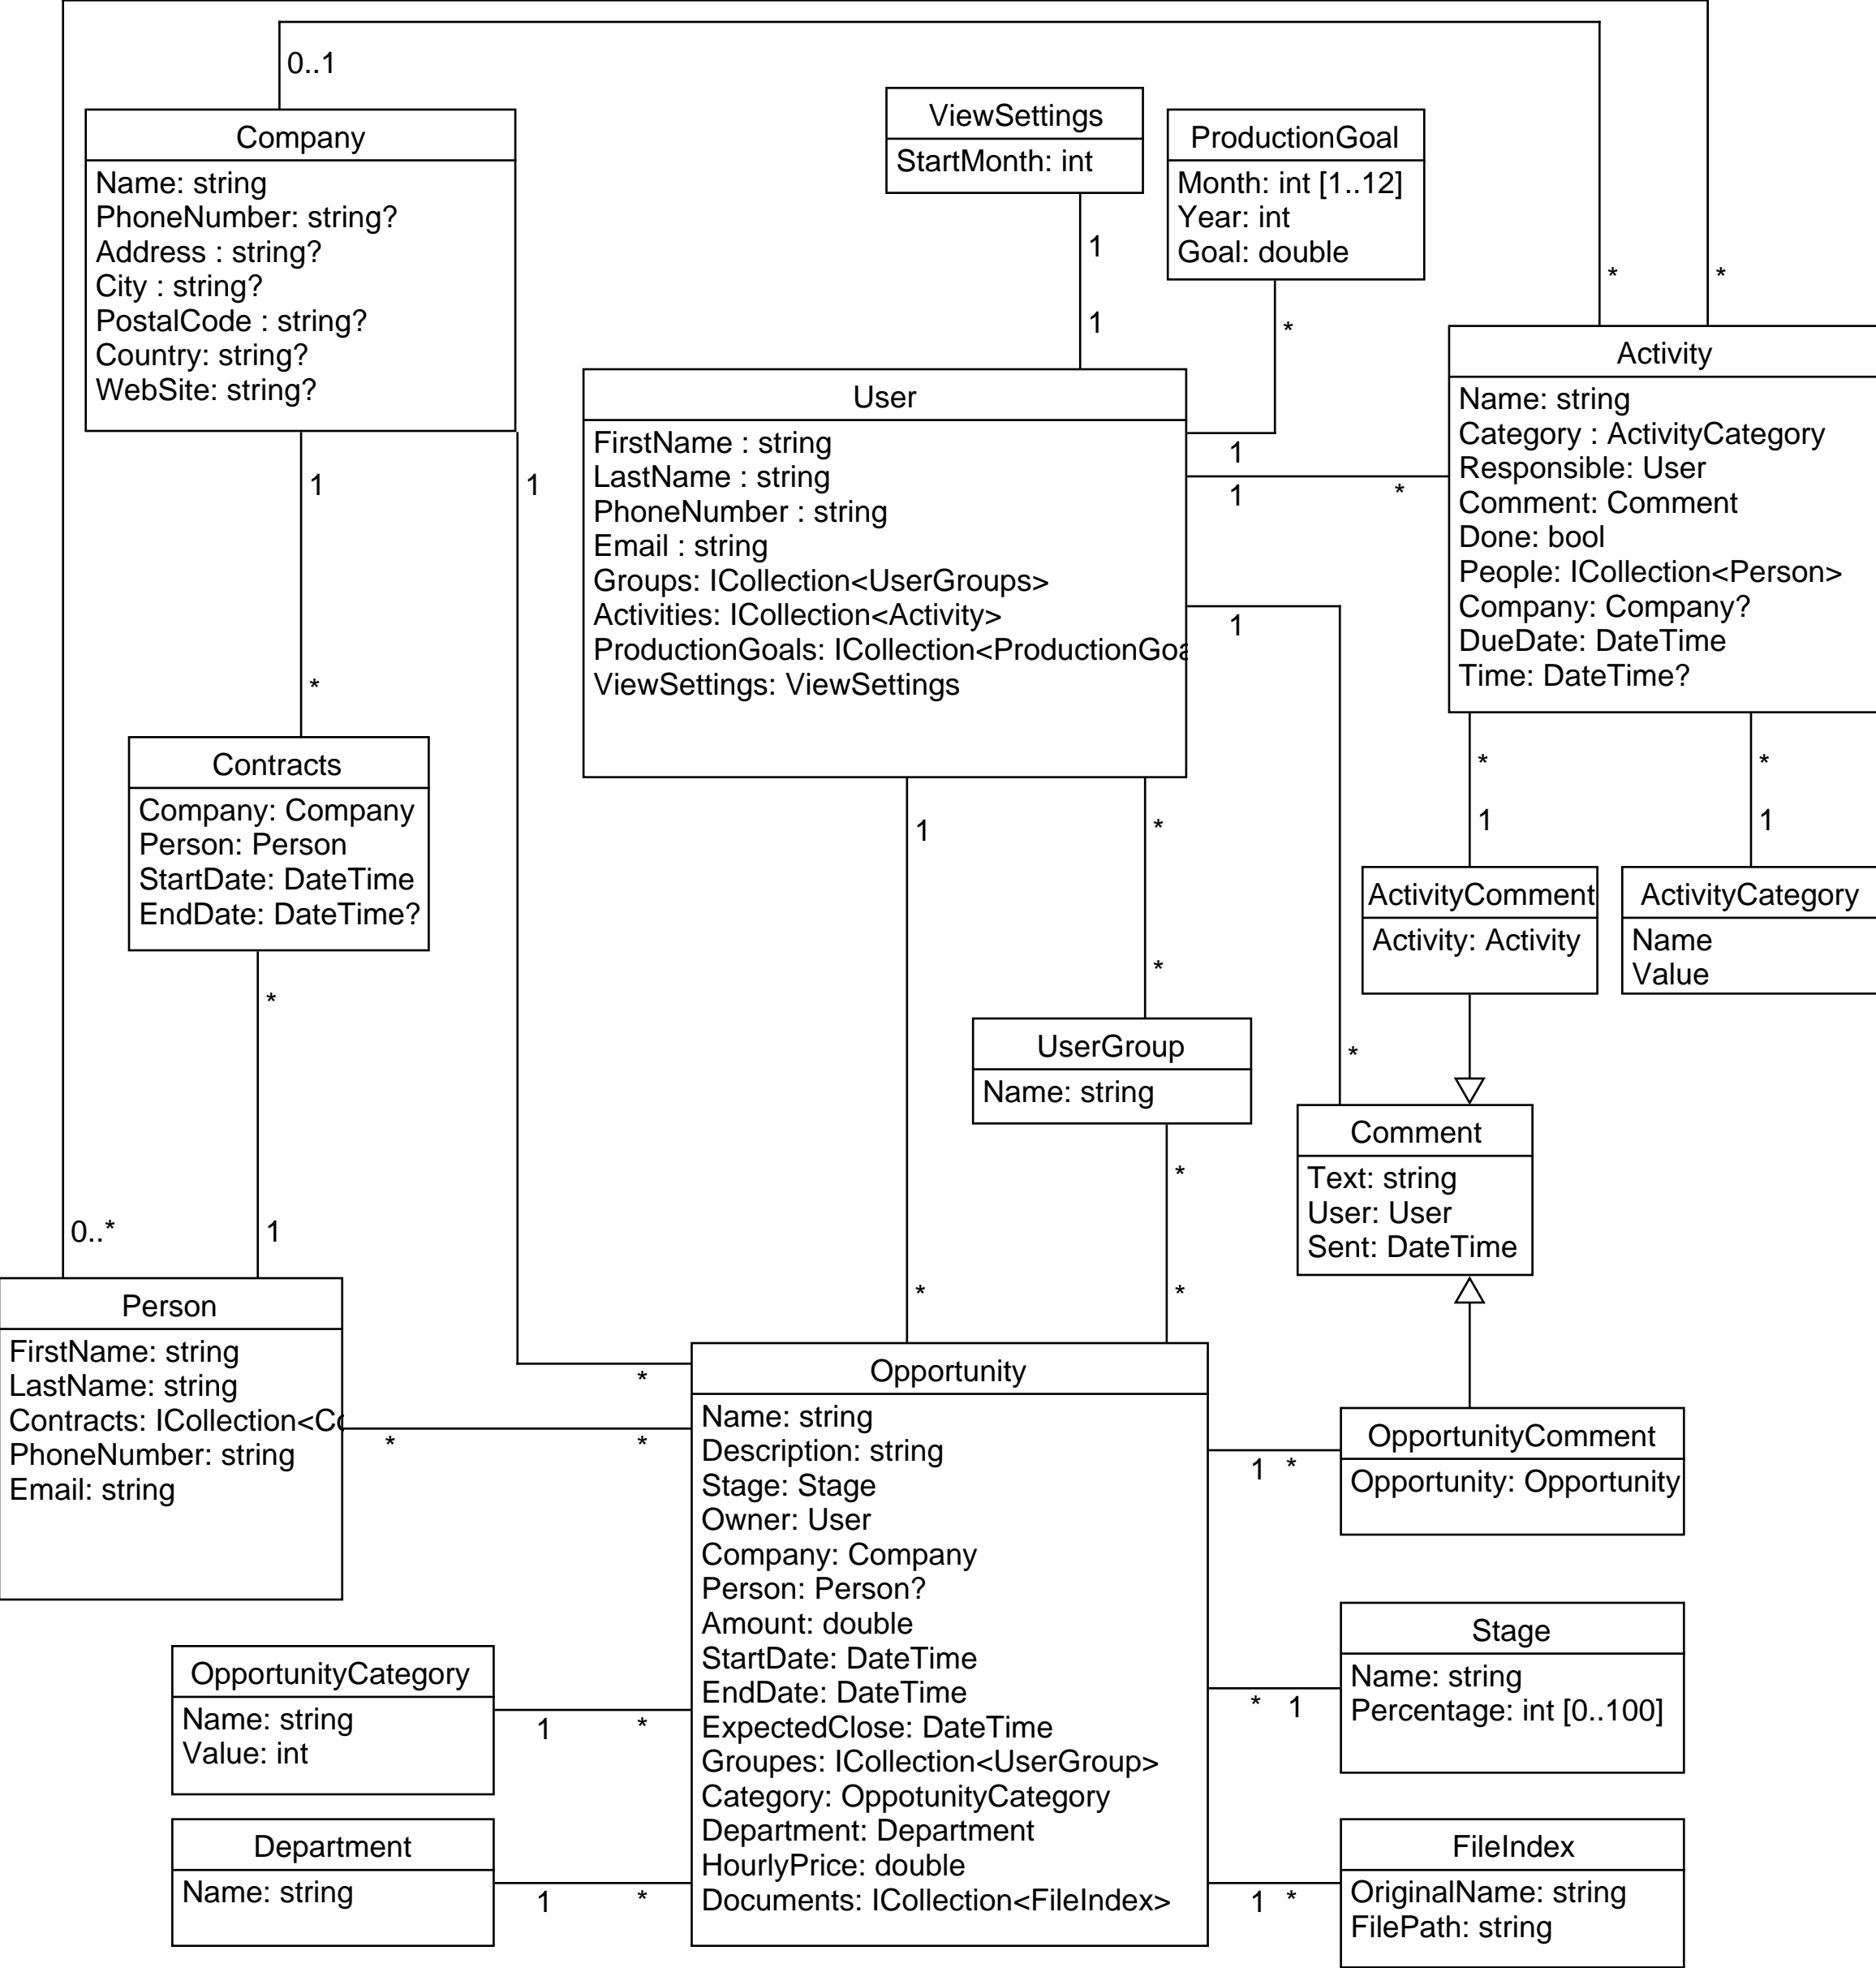 0..1
Company
Name: string
PhoneNumber: string?
Address : string?
City : string?
PostalCode : string?
Country: string?
WebSite: string?
ViewSettings
StartMonth: int
ProductionGoal
Month: int [1..12]
Year: int
Goal: double
1
1
*
*
*
User
FirstName : string
LastName : string
PhoneNumber : string
Email : string
Groups: ICollection<UserGroups>
Activities: ICollection<Activity>
ProductionGoals: ICollection<ProductionGoa
ViewSettings: ViewSettings
1
1
*
1
Activity
Name: string
Category : ActivityCategory
Responsible: User
Comment: Comment
Done: bool
People: ICollection<Person>
Company: Company?
DueDate: DateTime
Time: DateTime?
1
1
*
Contracts
Company: Company
Person: Person
StartDate: DateTime
EndDate: DateTime?
1
*
*
*
1
1
ActivityComment
Activity: Activity
ActivityCategory
Name
Value
*
*
UserGroup
Name: string
*
Comment
Text: string
User: User
Sent: DateTime
*
0..*
1
*
*
Person
FirstName: string
LastName: string
Contracts: ICollection<Co
PhoneNumber: string
Email: string
*
*
*
Opportunity
Name: string
Description: string
Stage: Stage
Owner: User
Company: Company
Person: Person?
Amount: double
StartDate: DateTime
EndDate: DateTime
ExpectedClose: DateTime
Groupes: ICollection<UserGroup>
Category: OppotunityCategory
Department: Department
HourlyPrice: double
Documents: ICollection<FileIndex>
1 *
OpportunityComment
Opportunity: Opportunity
* 1
Stage
Name: string
Percentage: int [0..100]
OpportunityCategory
Name: string
Value: int
1 *
Department
Name: string
1 *
1 *
FileIndex
OriginalName: string
FilePath: string